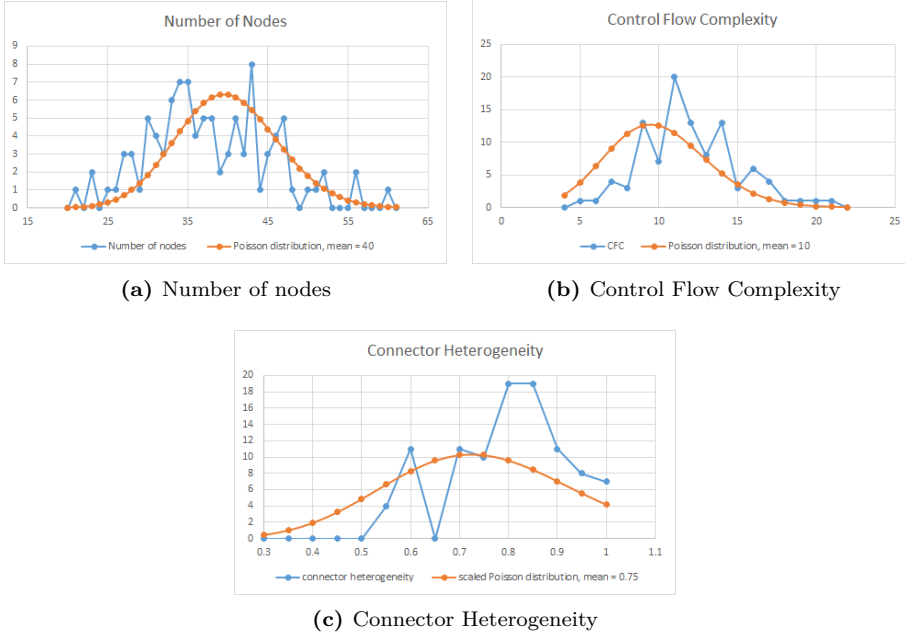 Number of Nodes
9
8
7
6
5
4
3
2
1
0
15 25 35 45 55 65
Number of nodes Poisson distribution, mean = 40
(a) Number of nodes
Control Flow Complexity
25
20
15
10
5
0
0 5 10 15 20 25
CFC Poisson distribution, mean = 10
(b) Control Flow Complexity
Connector Heterogeneity
20
18
16
14
12
10
8
6
4
2
0
0.3 0.4 0.5 0.6 0.7 0.8 0.9 1 1.1
connector heterogeneity scaled Poisson distribution, mean = 0.75
(c) Connector Heterogeneity